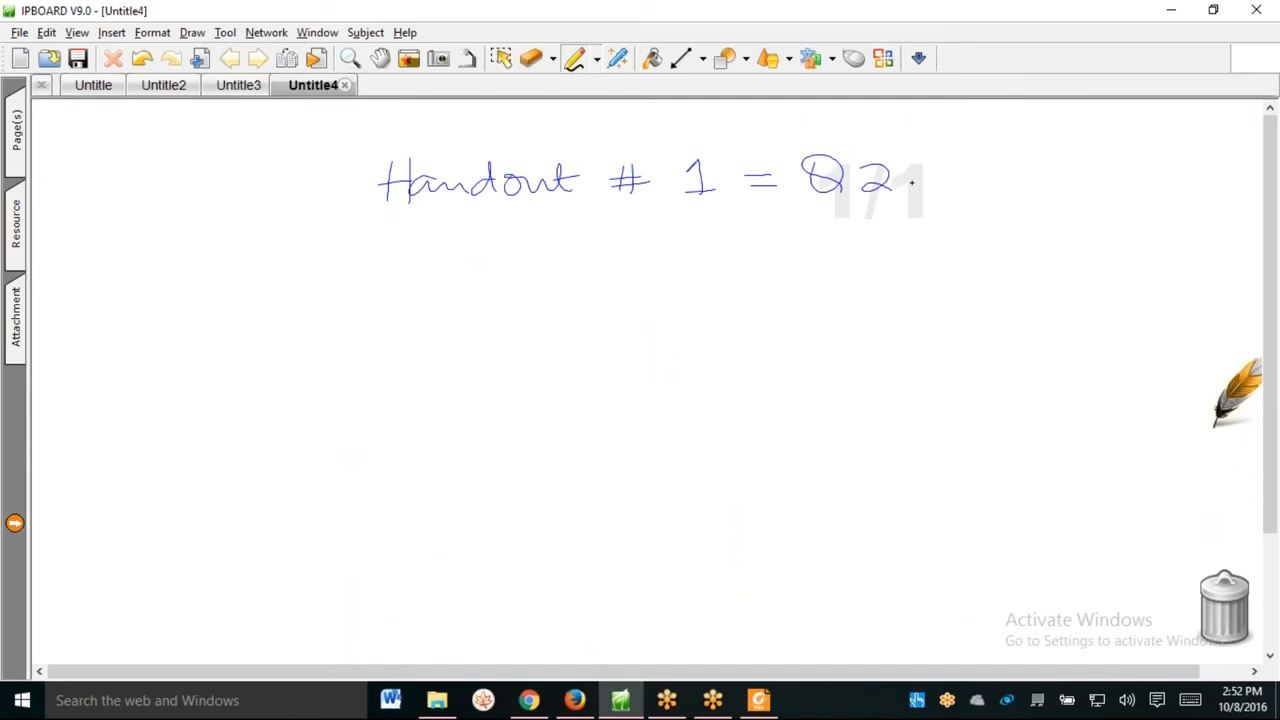 IPBOARD V9.0 - [Untitle4]
File Edit View Insert Format Draw Tool Network Window Subject Help
Untitle Untitle2 Untitle3 Untitle4
Page(s)
Resource
Attachment
Handout # 1 = Q2
1/1
Activate Windows
Go to Settings to activate Windows
Search the web and Windows
2:52 PM
10/8/2016